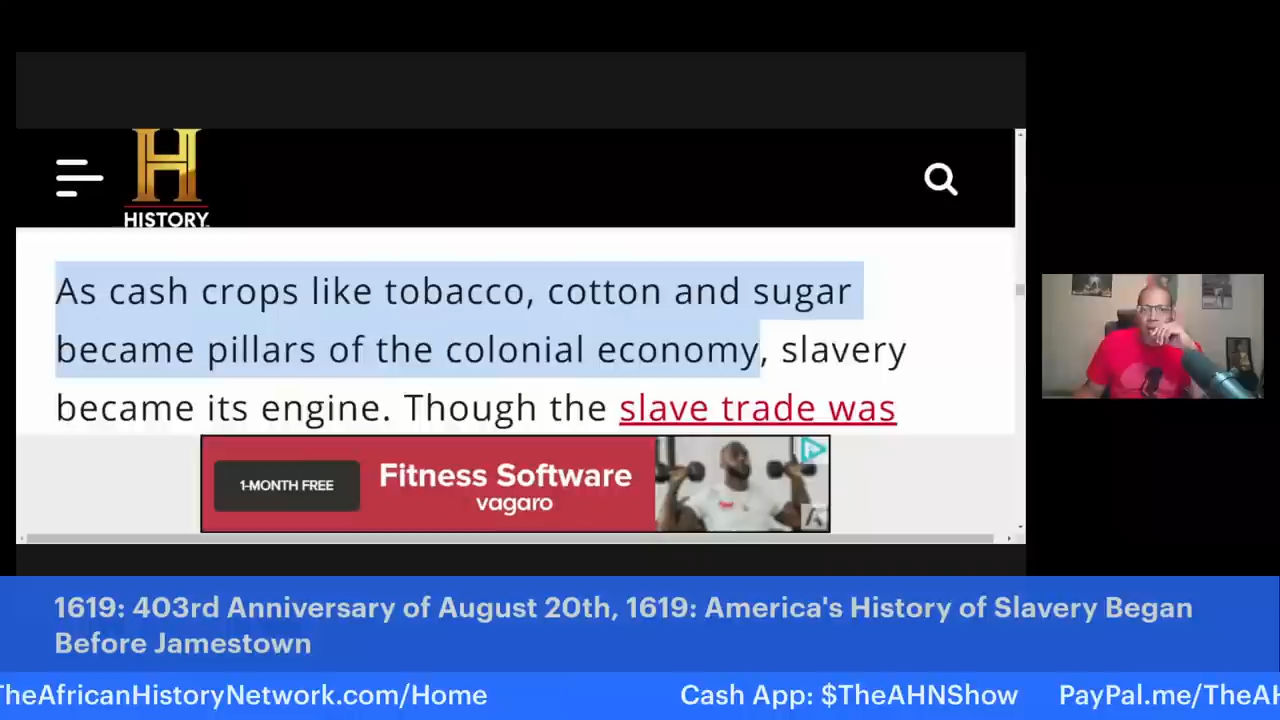 HISTORY
As cash crops like tobacco, cotton and sugar
became pillars of the colonial economy, slavery
became its engine. Though the slave trade was
1-MONTH FREE
Fitness Software
vagaro
1619: 403rd Anniversary of August 20th, 1619: America's History of Slavery Began
Before Jamestown
TheAfricanHistoryNetwork.com/Home Cash App: $TheAHNShow PayPal.me/TheAH